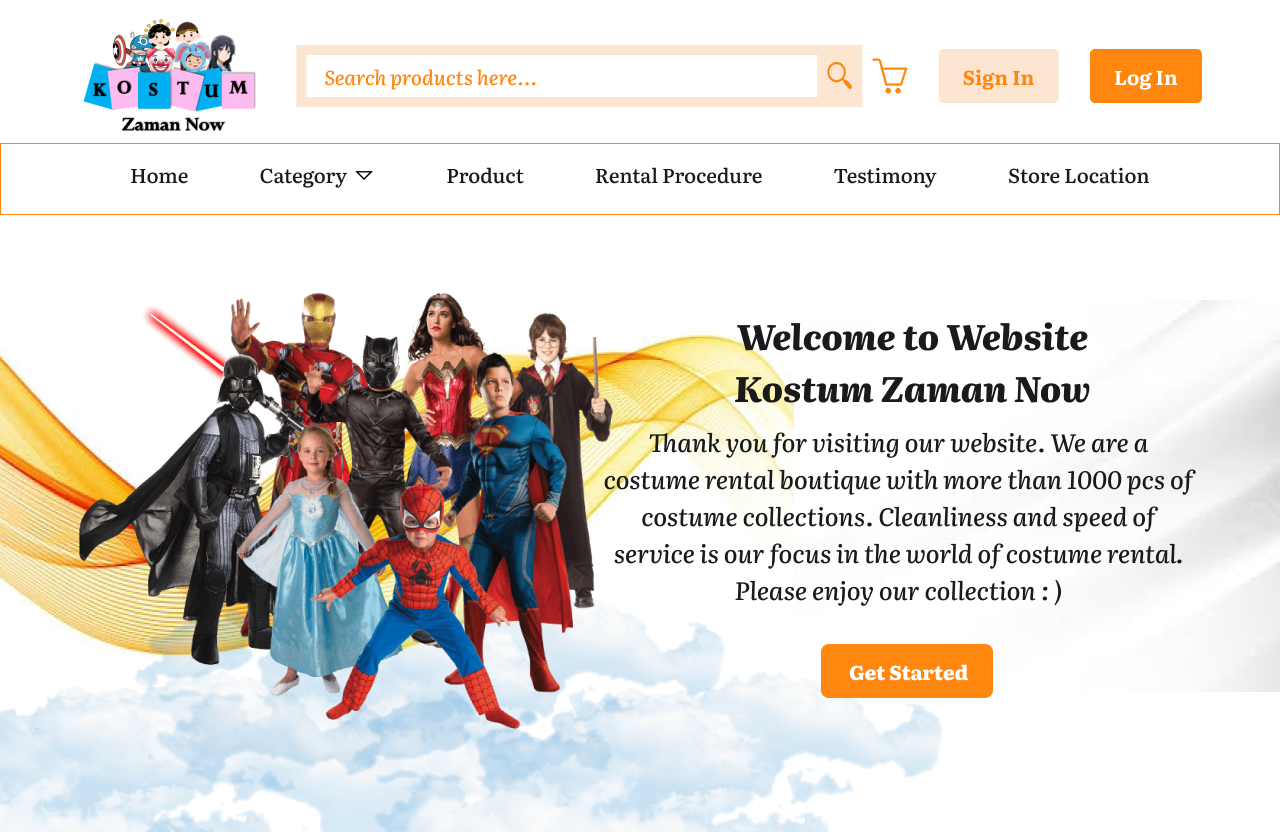 KOSTUM
Zaman Now
Search products here...
Sign In
Log In
Home
Category
Product
Rental Procedure
Testimony
Store Location
Welcome to Website
Kostum Zaman Now
Thank you for visiting our website. We are a
costume rental boutique with more than 1000 pcs of
costume collections. Cleanliness and speed of
service is our focus in the world of costume rental.
Please enjoy our collection : )
Get Started